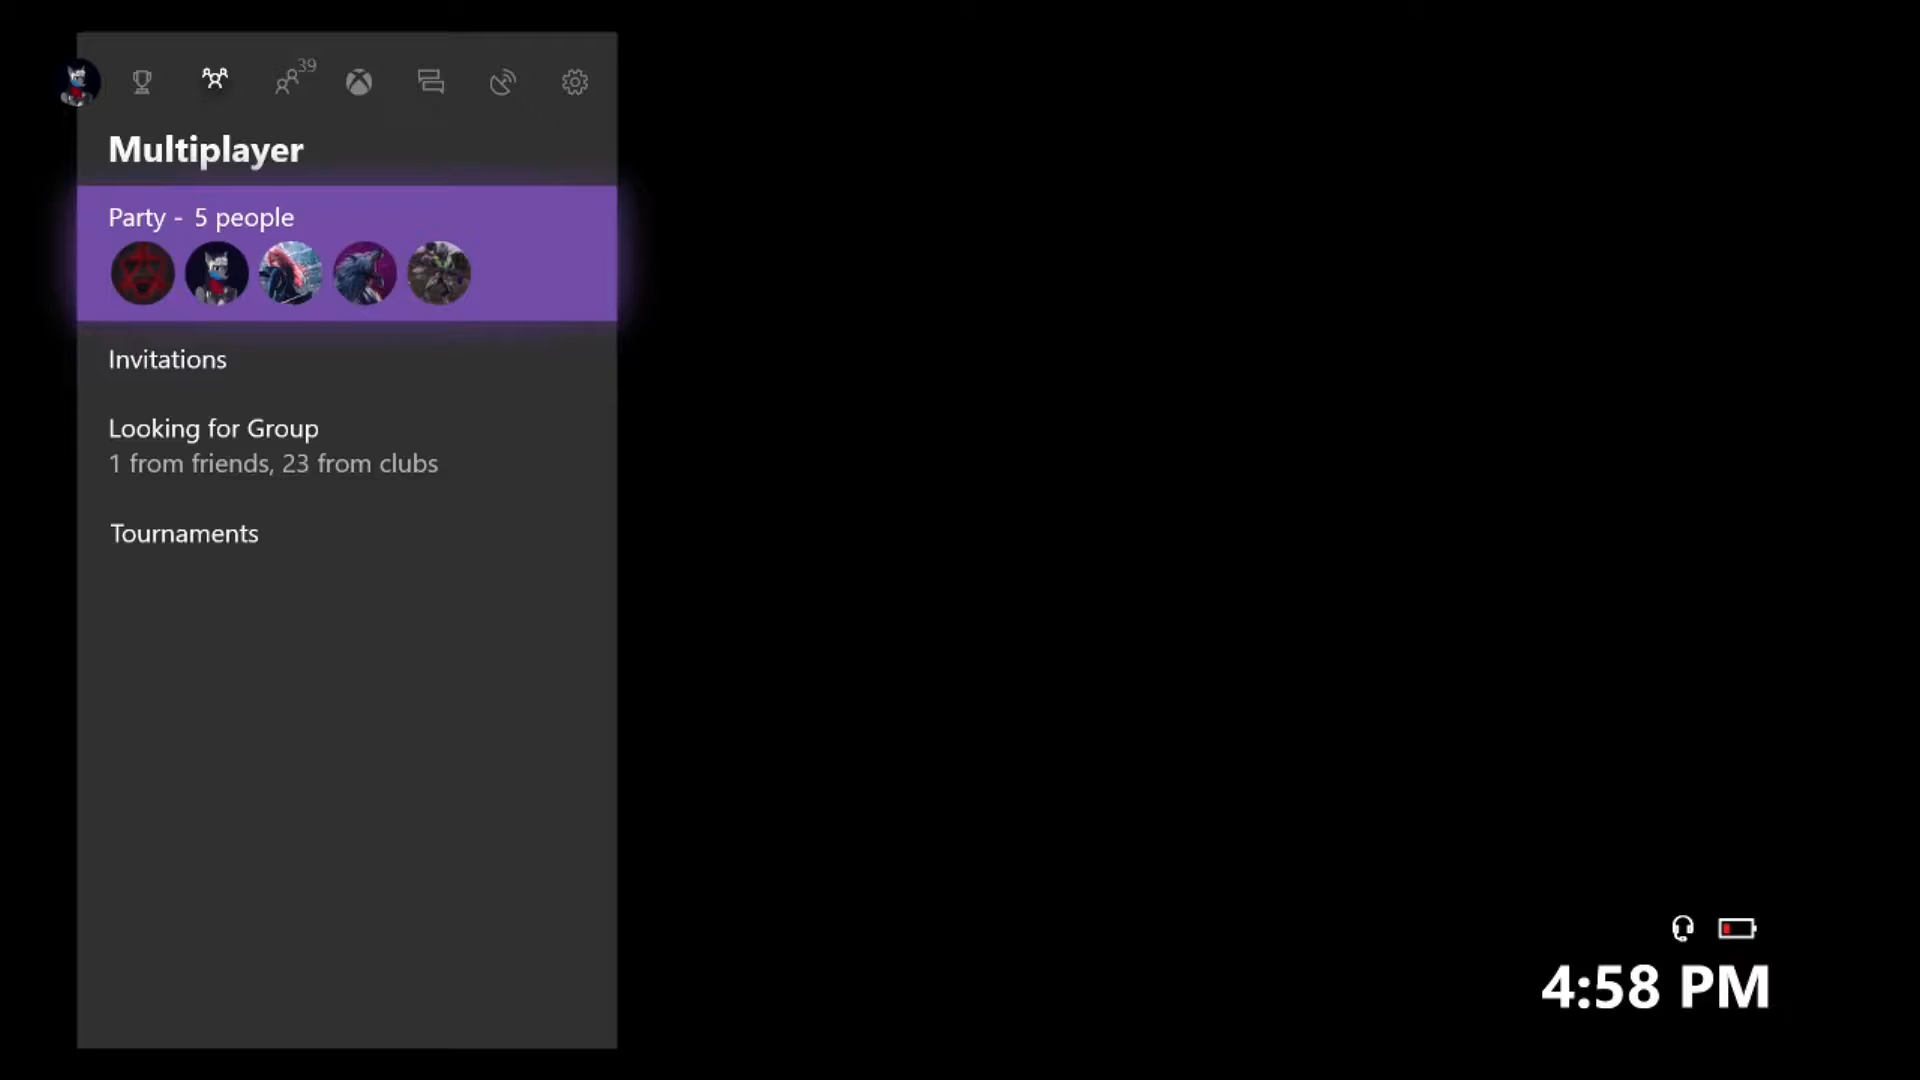 39
Multiplayer
Party - 5 people
Invitations
Looking for Group
1 from friends, 23 from clubs
Tournaments
4:58 PM